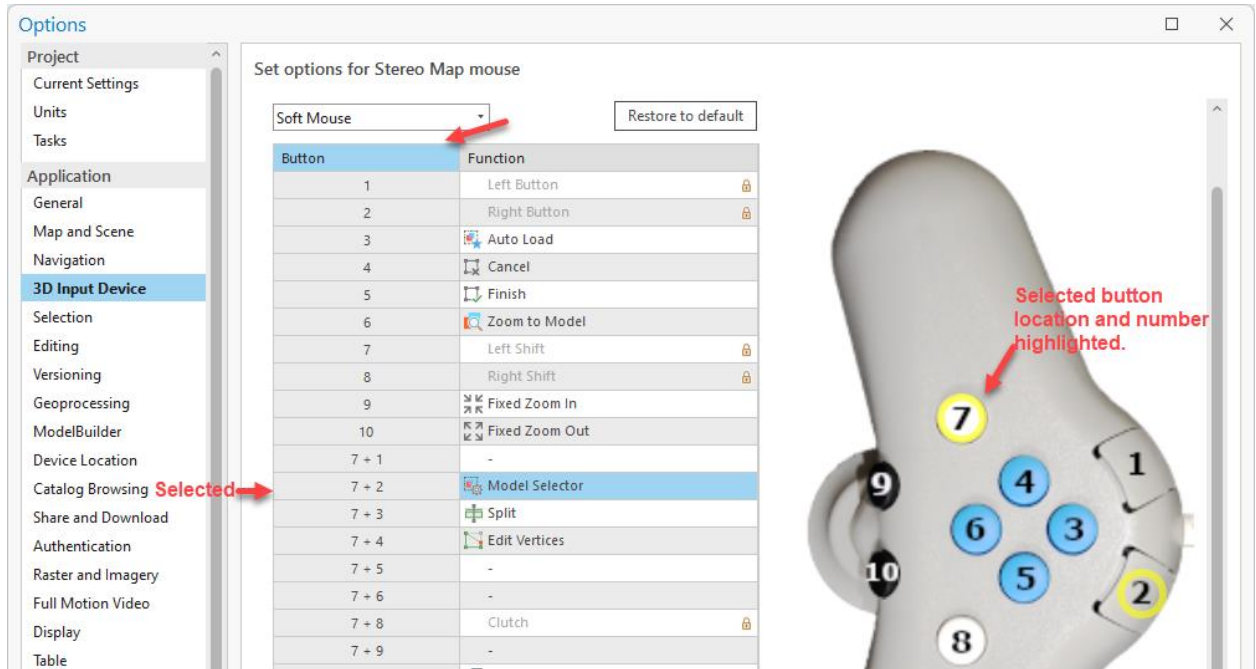 Options
Project
Current Settings
Units
Tasks
Application
General
Map and Scene
Navigation
3D Input Device
Selection
Editing
Versioning
Geoprocessing
ModelBuilder
Device Location
Catalog Browsing
Share and Download
Authentication
Raster and Imagery
Full Motion Video
Display
Table
Selected
Set options for Stereo Map mouse
Soft Mouse
Restore to default
Button Function
1 Left Button
2 Right Button
3 Auto Load
4 Cancel
5 Finish
6 Zoom to Model
7 Left Shift
8 Right Shift
9 Fixed Zoom In
10 Fixed Zoom Out
7 + 1 -
7 + 2 Model Selector
7 + 3 Split
7 + 4 Edit Vertices
7 + 5 -
7 + 6 -
7 + 8 Clutch
7 + 9 -
Selected button
location and number
highlighted.
7
1
4
9
6
3
10
5
2
8